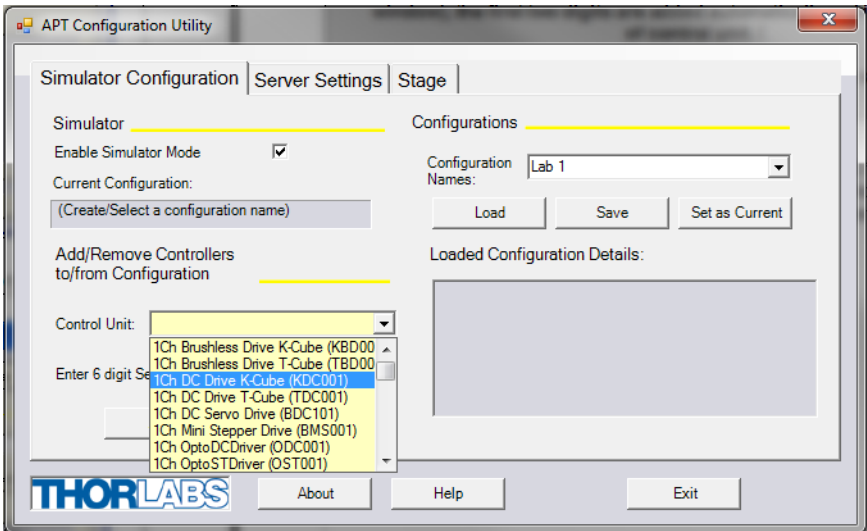 of control unit.)
APT Configuration Utility
Simulator Configuration
Server Settings
Stage
Simulator
Enable Simulator Mode
Current Configuration:
(Create/Select a configuration name)
Add/Remove Controllers
to/from Configuration
Control Unit:
1Ch Brushless Drive K-Cube (KBD00
1Ch Brushless Drive T-Cube (TBD00
1Ch DC Drive K-Cube (KDC001)
1Ch DC Drive T-Cube (TDC001)
1Ch DC Servo Drive (BDC101)
1Ch Mini Stepper Drive (BMS001)
1Ch OptoDCDriver (ODC001)
1Ch OptoSTDriver (OST001)
Enter 6 digit Se
Configurations
Configuration
Names:
Lab 1
Load
Save
Set as Current
Loaded Configuration Details:
THORLABS
About
Help
Exit